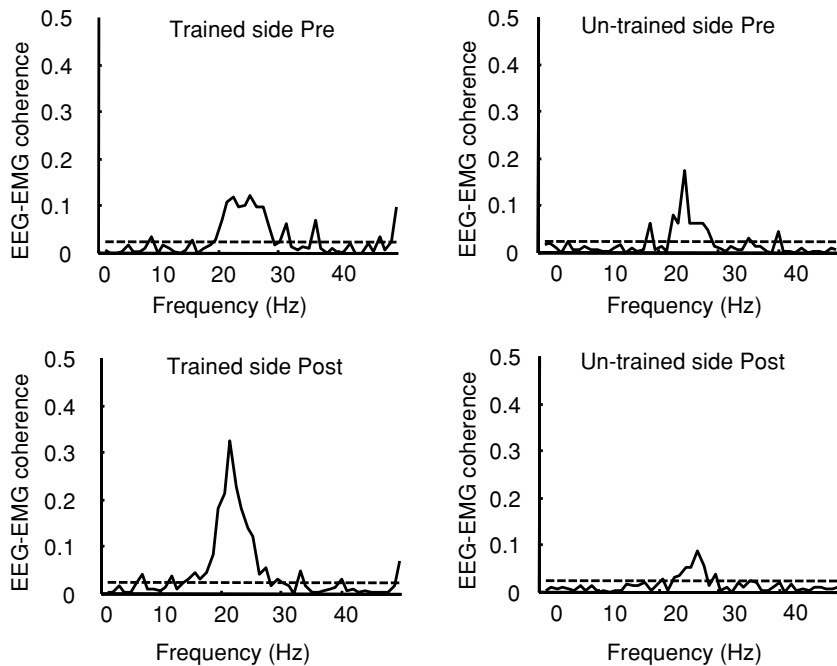 Trained side Pre
EEG-EMG coherence
0.5
0.4
0.3
0.2
0.1
0
0 10 20 30 40
Frequency (Hz)
Un-trained side Pre
EEG-EMG coherence
0.5
0.4
0.3
0.2
0.1
0
0 10 20 30 40
Frequency (Hz)
Trained side Post
EEG-EMG coherence
0.5
0.4
0.3
0.2
0.1
0
0 10 20 30 40
Frequency (Hz)
Un-trained side Post
EEG-EMG coherence
0.5
0.4
0.3
0.2
0.1
0
0 10 20 30 40
Frequency (Hz)